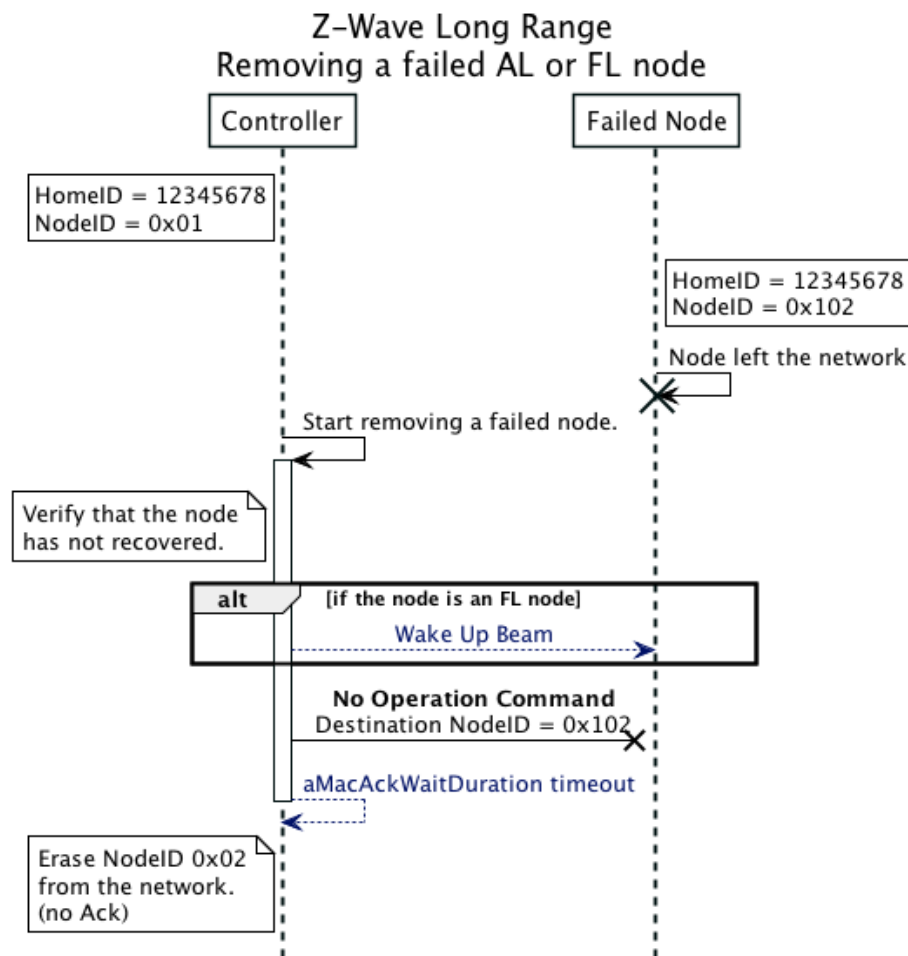 Z-Wave Long Range
Removing a failed AL or FL node
Controller
Failed Node
HomeID = 12345678
NodeID = 0x01
HomeID = 12345678
NodeID = 0x102
Node left the network
Start removing a failed node.
Verify that the node
has not recovered.
alt
[if the node is an FL node]
Wake Up Beam
No Operation Command
Destination NodeID = 0x102
aMacAckWaitDuration timeout
Erase NodeID 0x02
from the network.
(no Ack)